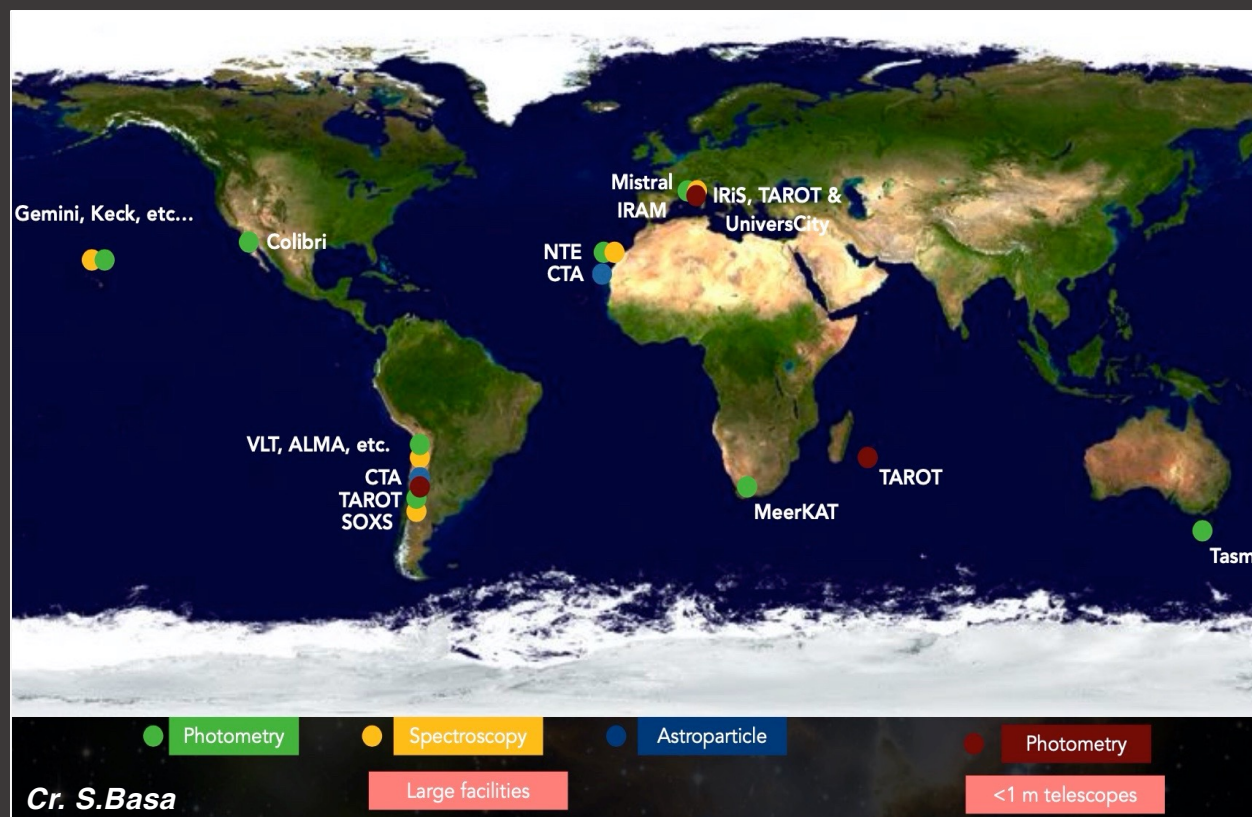 Mistral
IRAM
IRiS, TAROT &
UniversCity
Gemini, Keck, etc...
Colibri
NTE
CTA
VLT, ALMA, etc.
CTA
TAROT
SOXS
TAROT
MeerKAT
Tasm
Photometry
Spectroscopy
Astroparticle
Photometry
Large facilities
<1 m telescopes
Cr. S.Basa